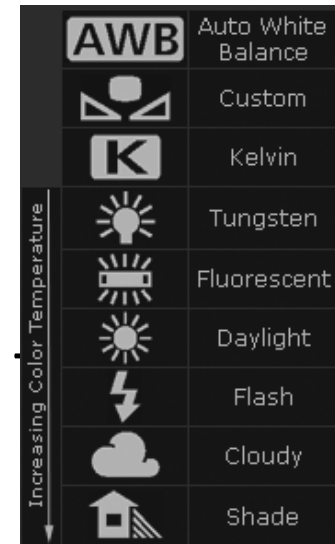 AWB Auto White
Balance
Custom
K Kelvin
Tungsten
Fluorescent
Daylight
Flash
Cloudy
Shade
Increasing Color Temperature